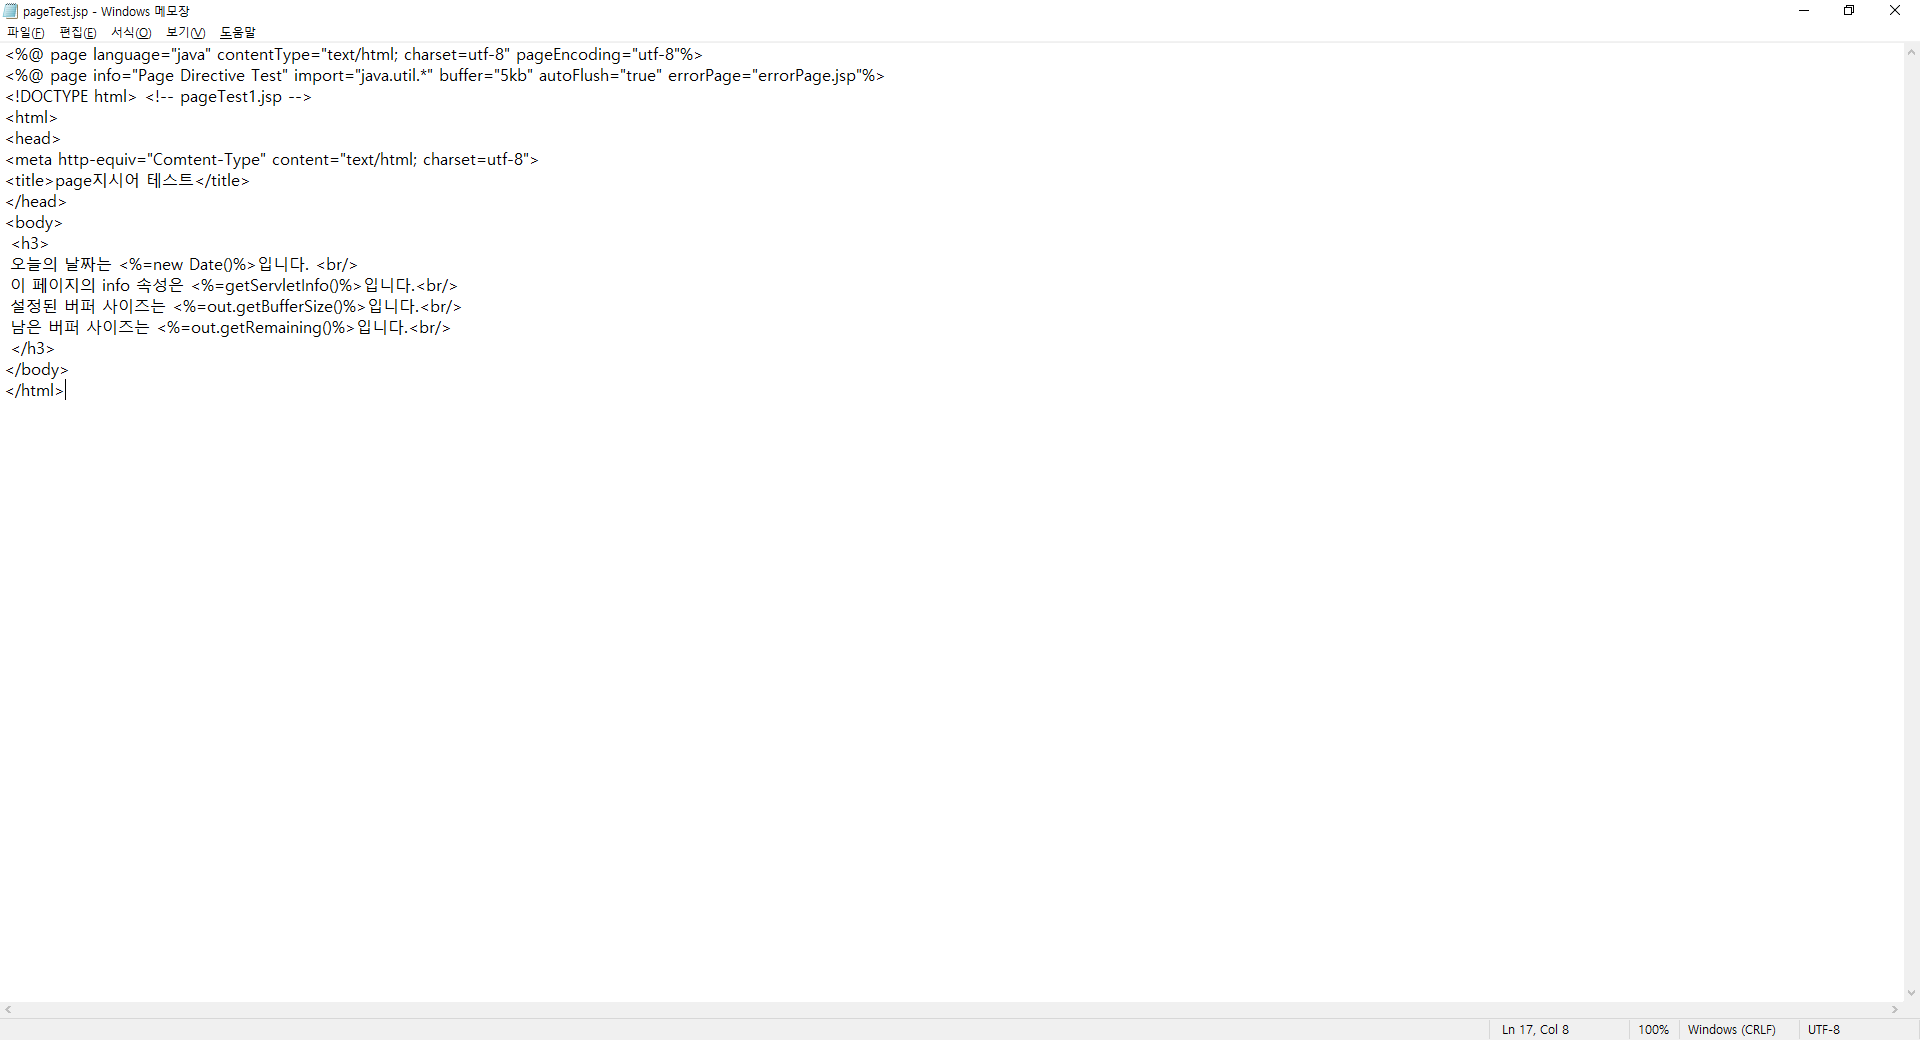 pageTest.jsp - Windows 메모장
파일(F) 편집(E) 서식(O) 보기(V) 도움말
<%@ page language="java" contentType="text/html; charset=utf-8" pageEncoding="utf-8"%>
<%@ page info="Page Directive Test" import="java.util.*" buffer="5kb" autoFlush="true" errorPage="errorPage.jsp"%>
<!DOCTYPE html> <!-- pageTest1.jsp -->
<html>
<head>
<meta http-equiv="Comtent-Type" content="text/html; charset=utf-8">
<title>page지시어 테스트</title>
</head>
<body>
<h3>
오늘의 날짜는 <%=new Date()%>입니다. <br/>
이 페이지의 info 속성은 <%=getServletInfo()%>입니다.<br/>
설정된 버퍼 사이즈는 <%=out.getBufferSize()%>입니다.<br/>
남은 버퍼 사이즈는 <%=out.getRemaining()%>입니다.<br/>
</h3>
</body>
</html>
Ln 17, Col 8 100% Windows (CRLF) UTF-8